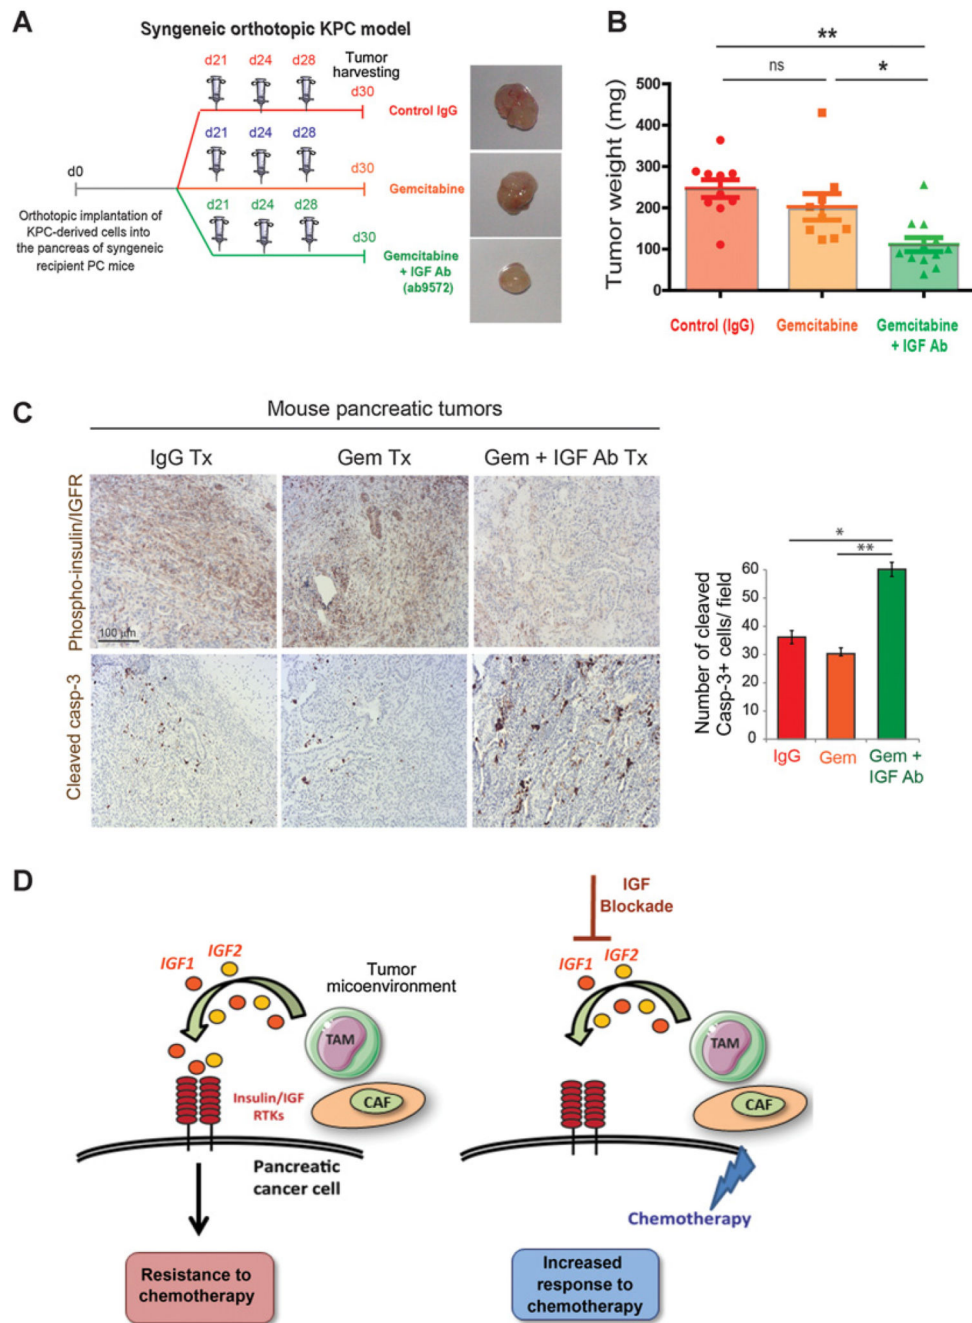 A
Syngeneic orthotopic KPC model
d21 d24 d28
Tumor
harvesting
d30
Control IgG
d21 d24 d28
d0
d30
Gemcitabine
d21 d24 d28
Orthotopic implantation of
KPC-derived cells into
the pancreas of syngeneic
recipient PC mice
d30
Gemcitabine
+ IGF Ab
(ab9572)
B
**
ns
*
Tumor weight (mg)
500
400
300
200
100
0
Control (IgG)
Gemcitabine
Gemcitabine
+ IGF Ab
C
Mouse pancreatic tumors
IgG Tx
Gem Tx
Gem + IGF Ab Tx
Phospho-insulin/IGFR
100 µm
Cleaved casp-3
*
**
Number of cleaved
Casp-3+ cells/ field
60
50
40
30
20
10
0
IgG
Gem
Gem +
IGF Ab
D
IGF1
IGF2
Tumor
micoenvironment
TAM
CAF
Insulin/IGF
RTKs
Pancreatic
cancer cell
Resistance to
chemotherapy
IGF
Blockade
IGF1
IGF2
TAM
CAF
Chemotherapy
Increased
response to
chemotherapy